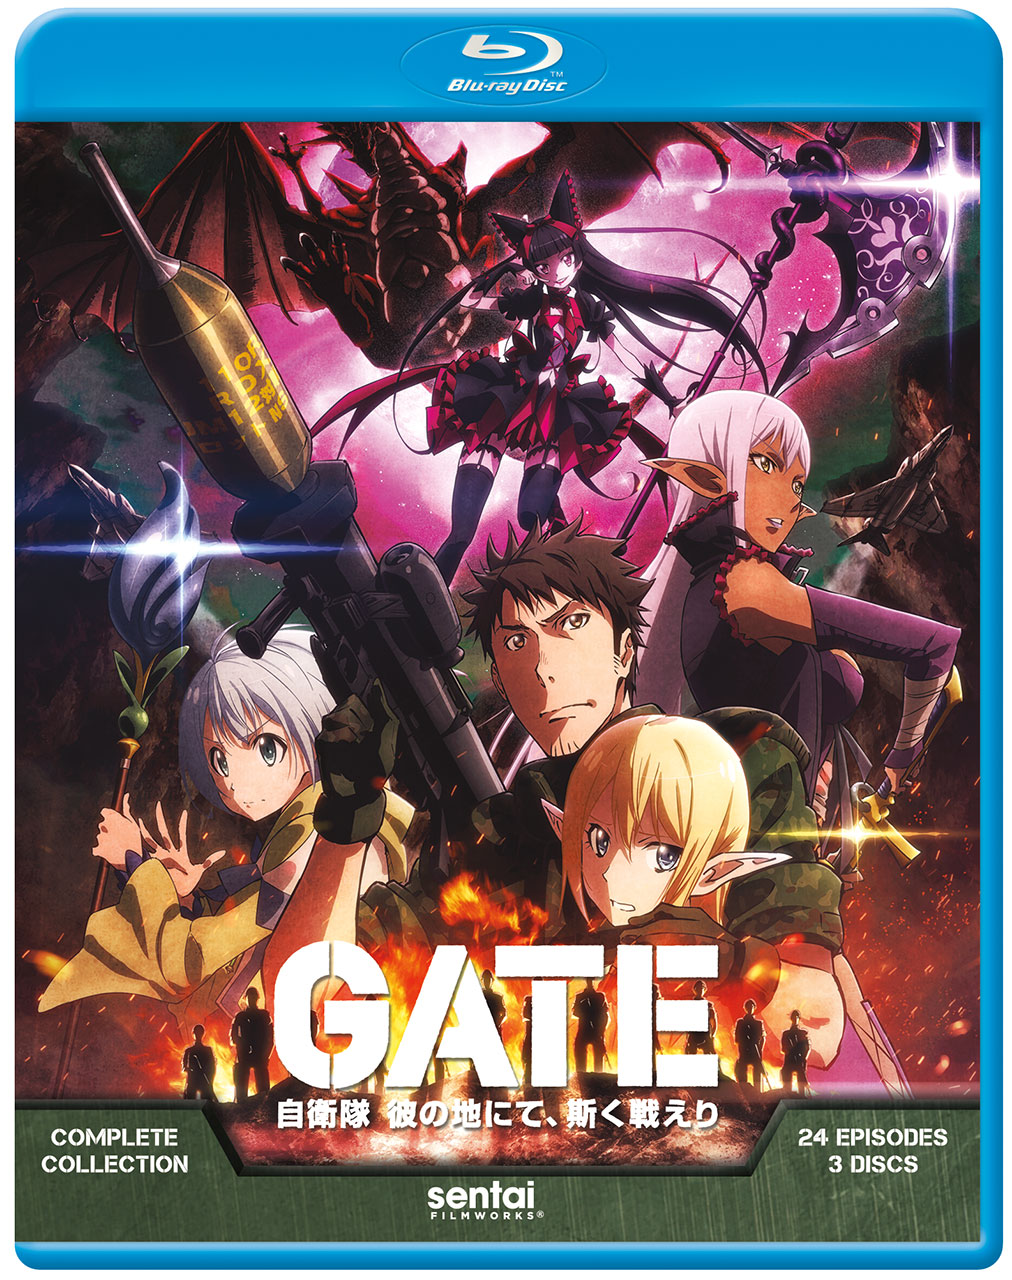 Blu-ray Disc™
GATE
自衛隊 彼の地にて、斯く戦えり
COMPLETE
COLLECTION
24 EPISODES
3 DISCS
sentai
FILMWORKS®